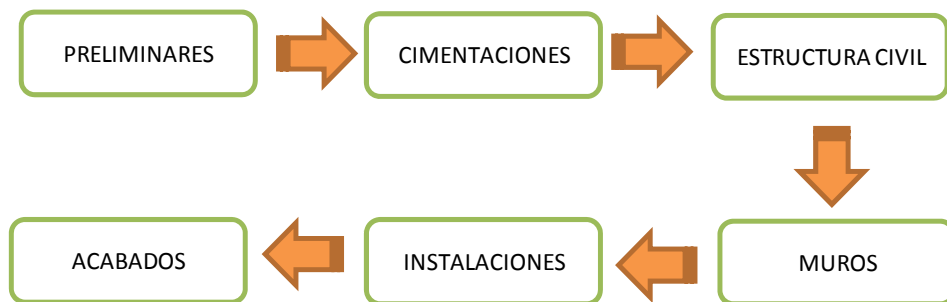 PRELIMINARES
CIMENTACIONES
ESTRUCTURA CIVIL
MUROS
INSTALACIONES
ACABADOS